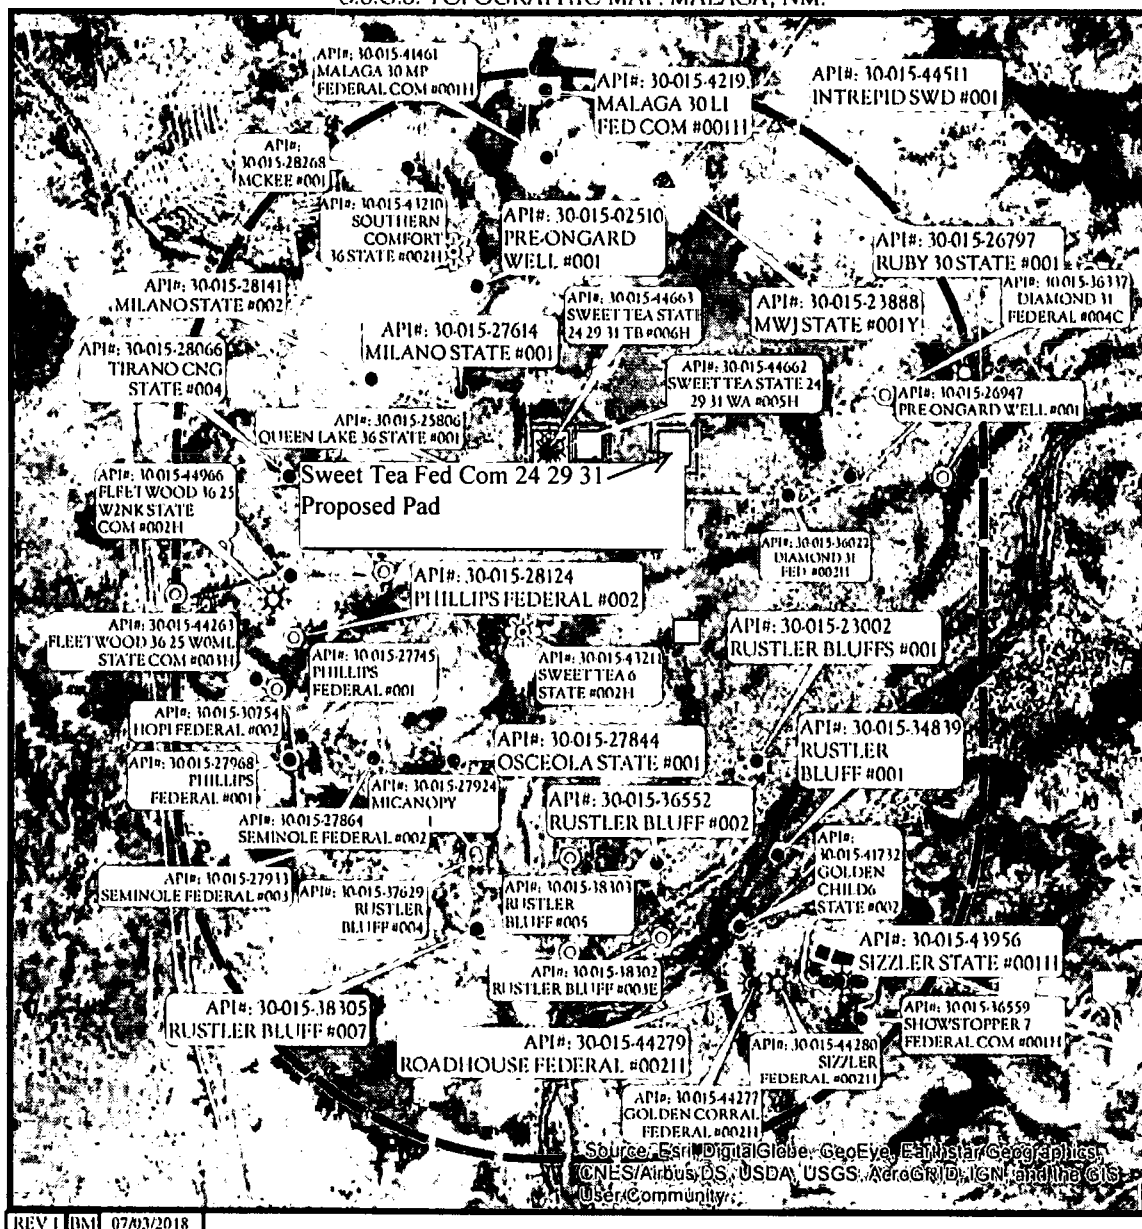 U.S.G.S. TOPOGRAPHIC MAP: MALAGA, NM.
API#: 30-015-41461
MALAGA 30 MP
FEDERAL COM #001H
API#: 30-015-4219
MALAGA 30 LI
FED COM #001H
API#: 30-015-44511
INTREPID SWD #001
API#:
30-015-28268
MCKEE #001
API#: 30-015-43210
SOUTHERN
COMFORT
36 STATE #002H
API#: 30-015-02510
PRE-ONGARD
WELL #001
API#: 30-015-26797
RUBY 30 STATE #001
API#: 30-015-28141
MILANO STATE #002
API#: 30-015-44663
SWEET TEA STATE
24 29 31 TB #006H
API#: 30-015-23888
MWJ STATE #001Y
API#: 30-015-36337
DIAMOND 31
FEDERAL #004C
API#: 30-015-27614
MILANO STATE #001
API#: 30-015-28066
TIRANO CNG
STATE #004
API#: 30-015-44662
SWEET TEA STATE 24
29 31 WA #005H
API#: 30-015-26947
PRE ONGARD WELL #001
API#: 30-015-25806
QUEEN LAKE 36 STATE #001
Sweet Tea Fed Com 24 29 31
Proposed Pad
API#: 30-015-44966
FLEETWOOD 36 25
W2NK STATE
COM #002H
API#: 30-015-36022
DIAMOND 31
FED #002H
API#: 30-015-28124
PHILLIPS FEDERAL #002
API#: 30-015-44263
FLEETWOOD 36 25 W0ML
STATE COM #003H
API#: 30-015-23002
RUSTLER BLUFFS #001
API#: 30-015-27745
PHILLIPS
FEDERAL #001
API#: 30-015-43211
SWEET TEA 6
STATE #002H
API#: 30-015-30754
HOPI FEDERAL #002
API#: 30-015-27844
OSCEOLA STATE #001
API#: 30-015-34839
RUSTLER
BLUFF #001
API#: 30-015-27968
PHILLIPS
FEDERAL #001
API#: 30-015-27924
MICANOPY
API#: 30-015-36552
RUSTLER BLUFF #002
API#: 30-015-27864
SEMINOLE FEDERAL #002
API#:
30-015-41732
GOLDEN
CHILD6
STATE #002
API#: 30-015-27933
SEMINOLE FEDERAL #003
API#: 30-015-37629
RUSTLER
BLUFF #004
API#: 30-015-38303
RUSTLER
BLUFF #005
API#: 30-015-43956
SIZZLER STATE #001H
API#: 30-015-38302
RUSTLER BLUFF #003E
API#: 30-015-38305
RUSTLER BLUFF #007
API#: 30-015-36559
SHOWSTOPPER 7
FEDERAL COM #001H
API#: 30-015-44279
ROADHOUSE FEDERAL #002H
API#: 30-015-44280
SIZZLER
FEDERAL #002H
API#: 30-015-44277
GOLDEN CORRAL
FEDERAL #002H
Source: Esri, DigitalGlobe, GeoEye, Earthstar Geographics,
CNES/Airbus DS, USDA, USGS, AeroGRID, IGN, and the GIS
User Community
REV 1 BM 07/03/2018